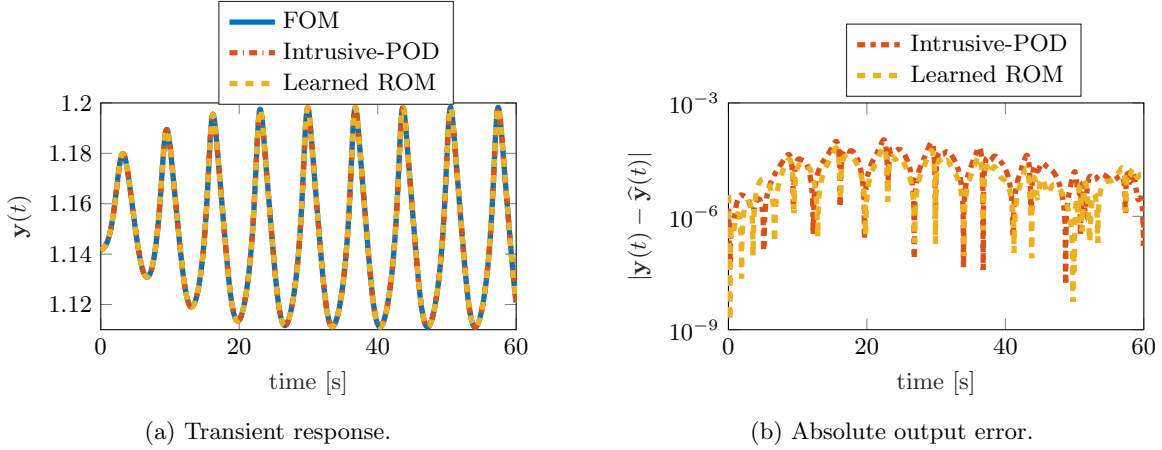 FOM
Intrusive-POD
Learned ROM
1.2
1.18
1.16
1.14
1.12
y(t)
0
20
40
60
time [s]
(a) Transient response.
Intrusive-POD
Learned ROM
10⁻³
10⁻⁶
10⁻⁹
|y(t) − ŷ(t)|
0
20
40
60
time [s]
(b) Absolute output error.